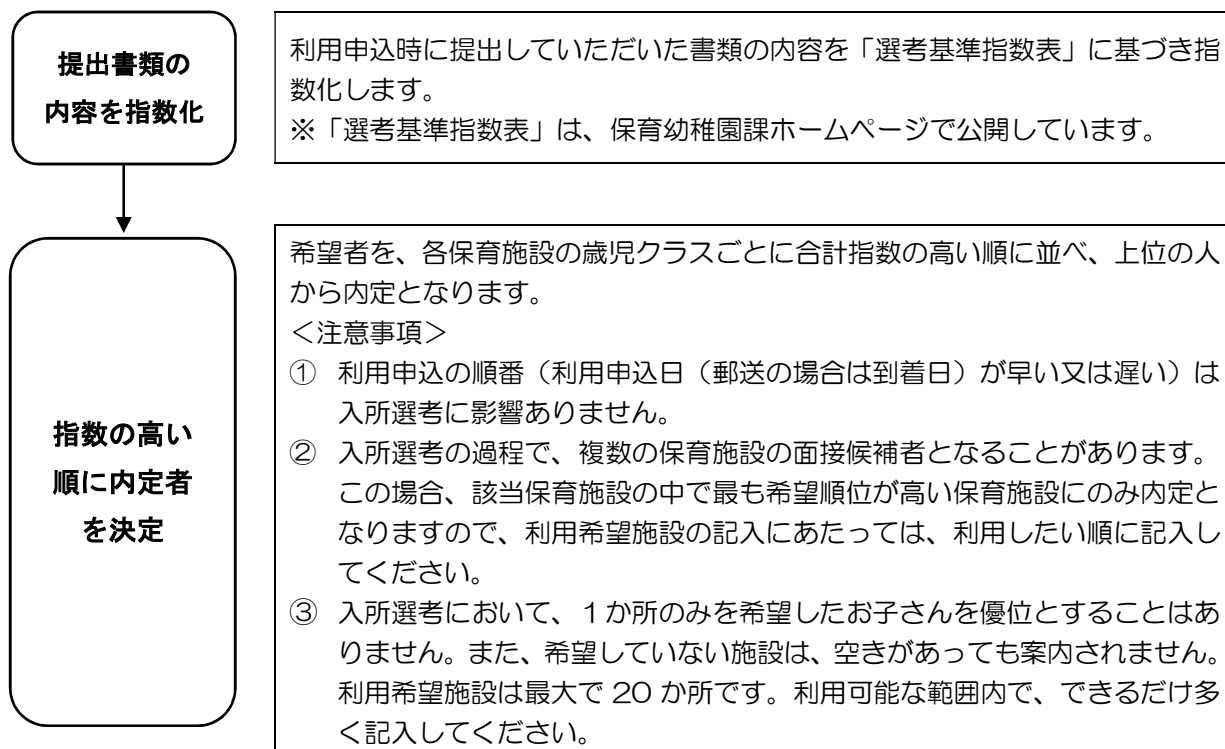 提出書類の
内容を指数化
利用申込時に提出していただいた書類の内容を「選考基準指数表」に基づき指
数化します。
※「選考基準指数表」は、保育幼稚園課ホームページで公開しています。
指数の高い
順に内定者
を決定
希望者を、各保育施設の歳児クラスごとに合計指数の高い順に並べ、上位の人
から内定となります。
＜注意事項＞
① 利用申込の順番（利用申込日（郵送の場合は到着日）が早い又は遅い）は
入所選考に影響ありません。
② 入所選考の過程で、複数の保育施設の面接候補者となることがあります。
この場合、該当保育施設の中で最も希望順位が高い保育施設にのみ内定と
なりますので、利用希望施設の記入にあたっては、利用したい順に記入し
てください。
③ 入所選考において、１か所のみを希望したお子さんを優位とすることはあ
りません。また、希望していない施設は、空きがあっても案内されません。
利用希望施設は最大で 20 か所です。利用可能な範囲内で、できるだけ多
く記入してください。